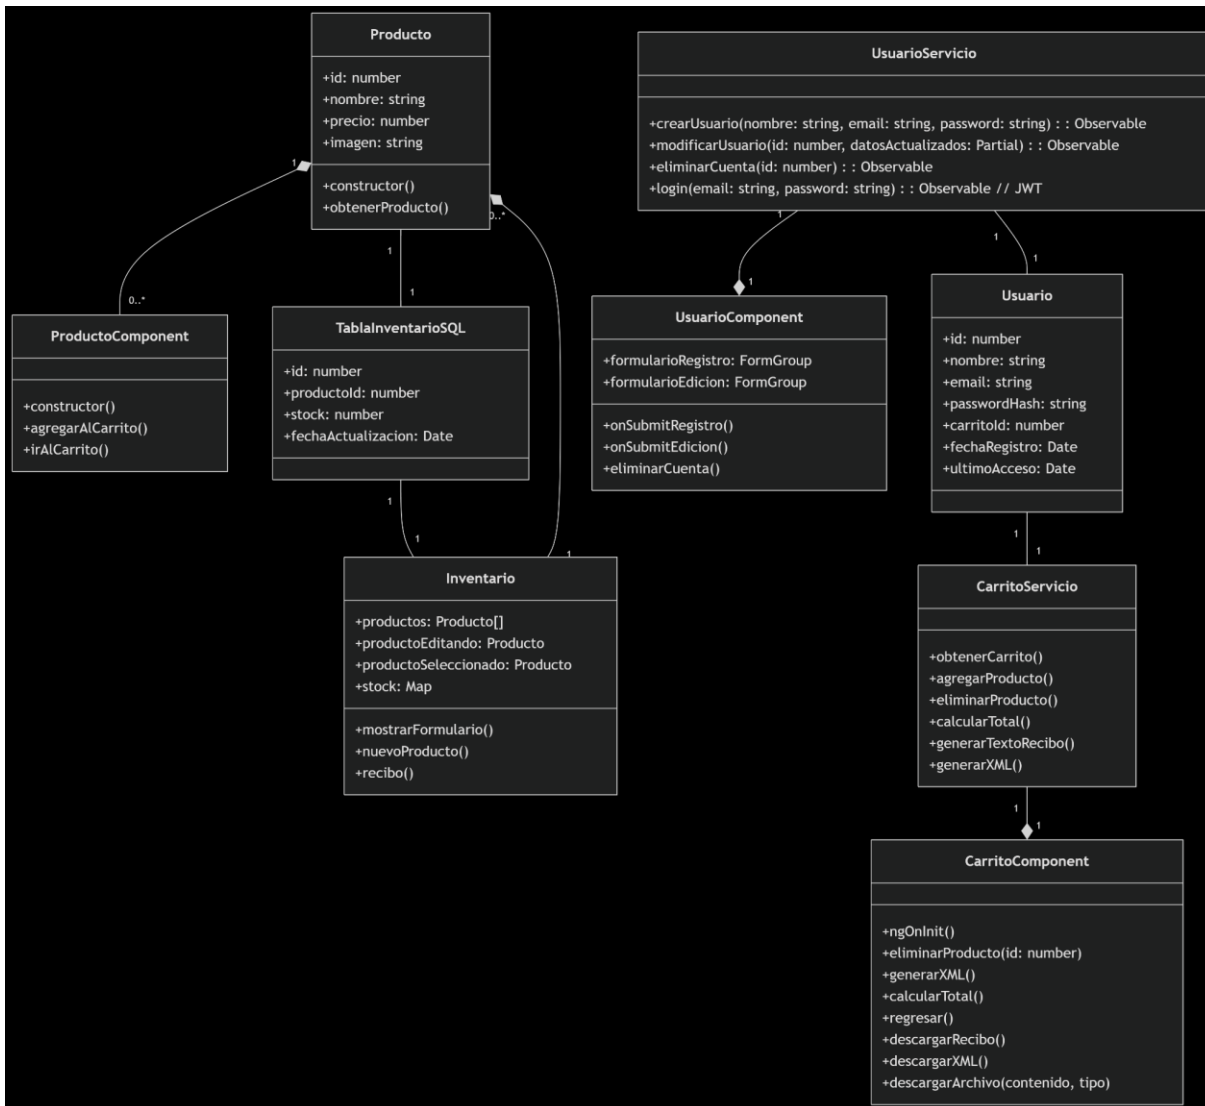 Producto
+id: number
+nombre: string
+precio: number
+imagen: string
+constructor()
+obtenerProducto()
UsuarioServicio
+crearUsuario(nombre: string, email: string, password: string) : : Observable
+modificarUsuario(id: number, datosActualizados: Partial) : : Observable
+eliminarCuenta(id: number) : : Observable
+login(email: string, password: string) : : Observable // JWT
1
0..*
1
1
1
1
0..*
1
1
1
ProductoComponent
+constructor()
+agregarAlCarrito()
+irAlCarrito()
TablaInventarioSQL
+id: number
+productoId: number
+stock: number
+fechaActualizacion: Date
UsuarioComponent
+formularioRegistro: FormGroup
+formularioEdicion: FormGroup
+onSubmitRegistro()
+onSubmitEdicion()
+eliminarCuenta()
Usuario
+id: number
+nombre: string
+email: string
+passwordHash: string
+carritoId: number
+fechaRegistro: Date
+ultimoAcceso: Date
1
1
1
1
1
Inventario
+productos: Producto[]
+productoEditando: Producto
+productoSeleccionado: Producto
+stock: Map
+mostrarFormulario()
+nuevoProducto()
+recibo()
CarritoServicio
+obtenerCarrito()
+agregarProducto()
+eliminarProducto()
+calcularTotal()
+generarTextoRecibo()
+generarXML()
1
1
CarritoComponent
+ngOnInit()
+eliminarProducto(id: number)
+generarXML()
+calcularTotal()
+regresar()
+descargarRecibo()
+descargarXML()
+descargarArchivo(contenido, tipo)